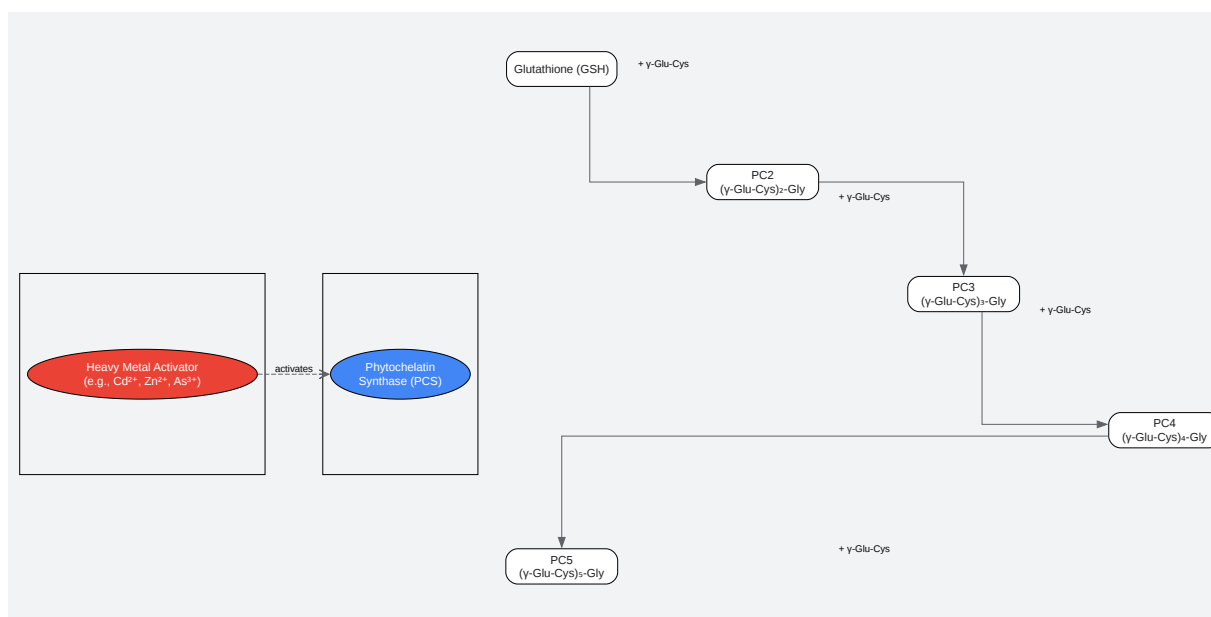 Glutathione (GSH)
+ γ-Glu-Cys
PC2
(γ-Glu-Cys)₂-Gly
+ γ-Glu-Cys
PC3
(γ-Glu-Cys)₃-Gly
+ γ-Glu-Cys
Heavy Metal Activator
(e.g., Cd²⁺, Zn²⁺, As³⁺)
activates
Phytochelatin
Synthase (PCS)
PC4
(γ-Glu-Cys)₄-Gly
PC5
(γ-Glu-Cys)₅-Gly
+ γ-Glu-Cys